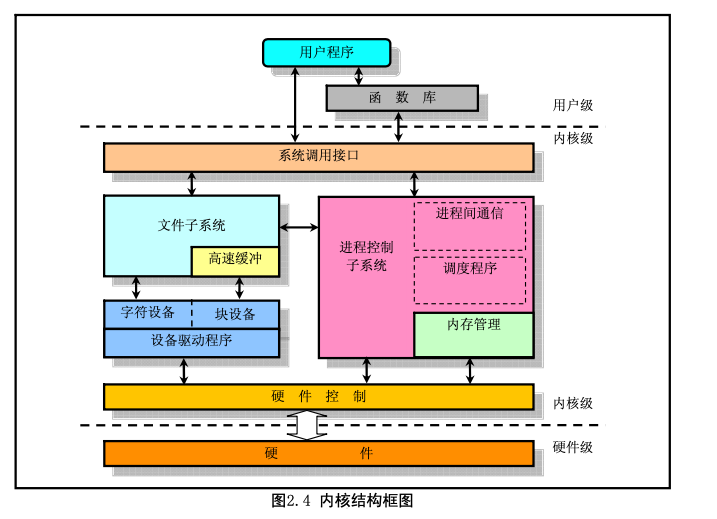 用户程序
函 数 库
用户级
内核级
系统调用接口
文件子系统
高速缓冲
进程控制
子系统
进程间通信
调度程序
内存管理
字符设备
块设备
设备驱动程序
硬 件 控 制
内核级
硬件级
硬 件
图2.4 内核结构框图